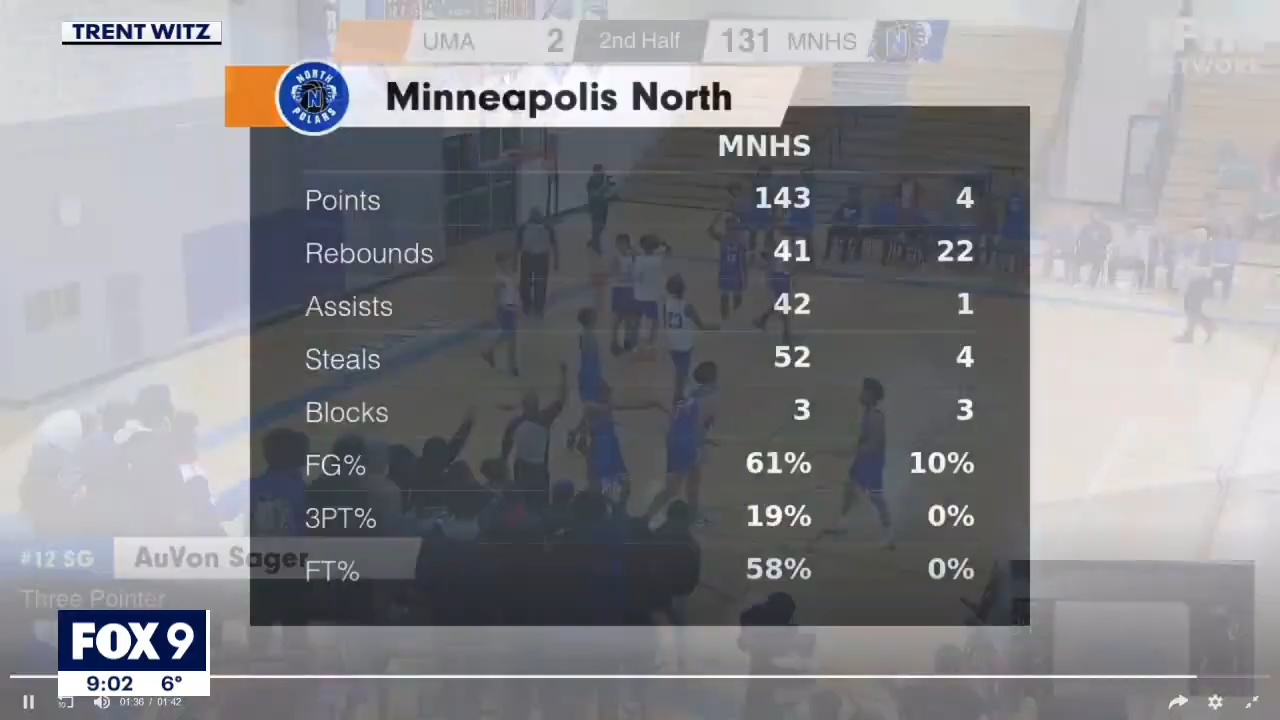 TRENT WITZ
UMA 2 2nd Half 131 MNHS
NORTH
N
POLARS
Minneapolis North
NETWORK
MNHS
Points 143 4
Rebounds 41 22
Assists 42 1
Steals 52 4
Blocks 3 3
FG% 61% 10%
3PT% 19% 0%
FT% 58% 0%
#12 SG AuVon Sager
Three Pointer
FOX 9
9:02 6°
10
01:36 / 01:42